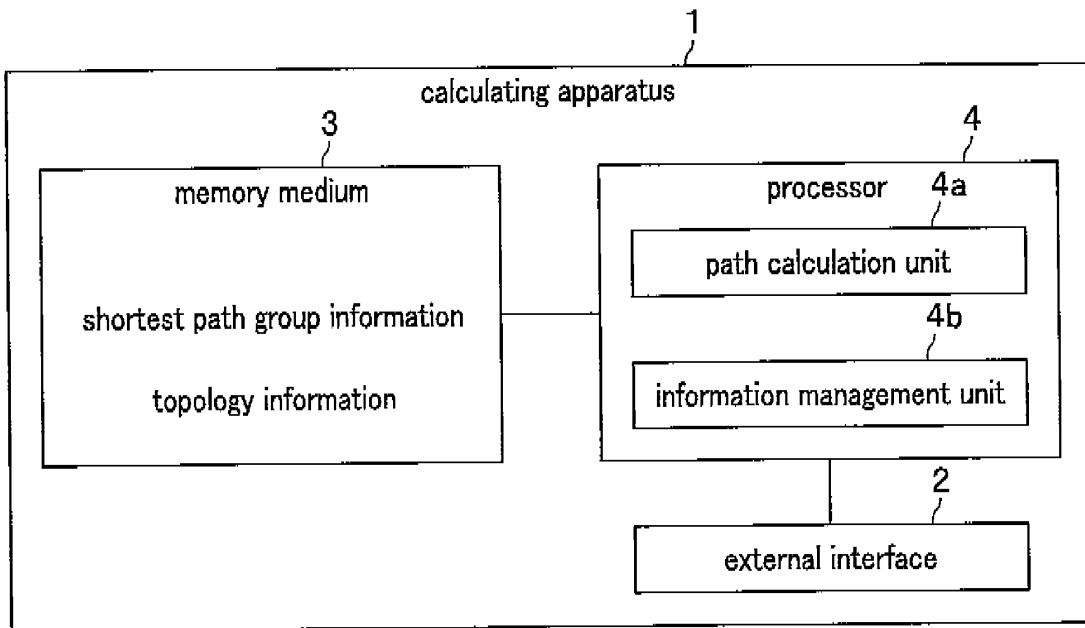 1
calculating apparatus
3
memory medium
shortest path group information
topology information
4
processor
4a
path calculation unit
4b
information management unit
2
external interface